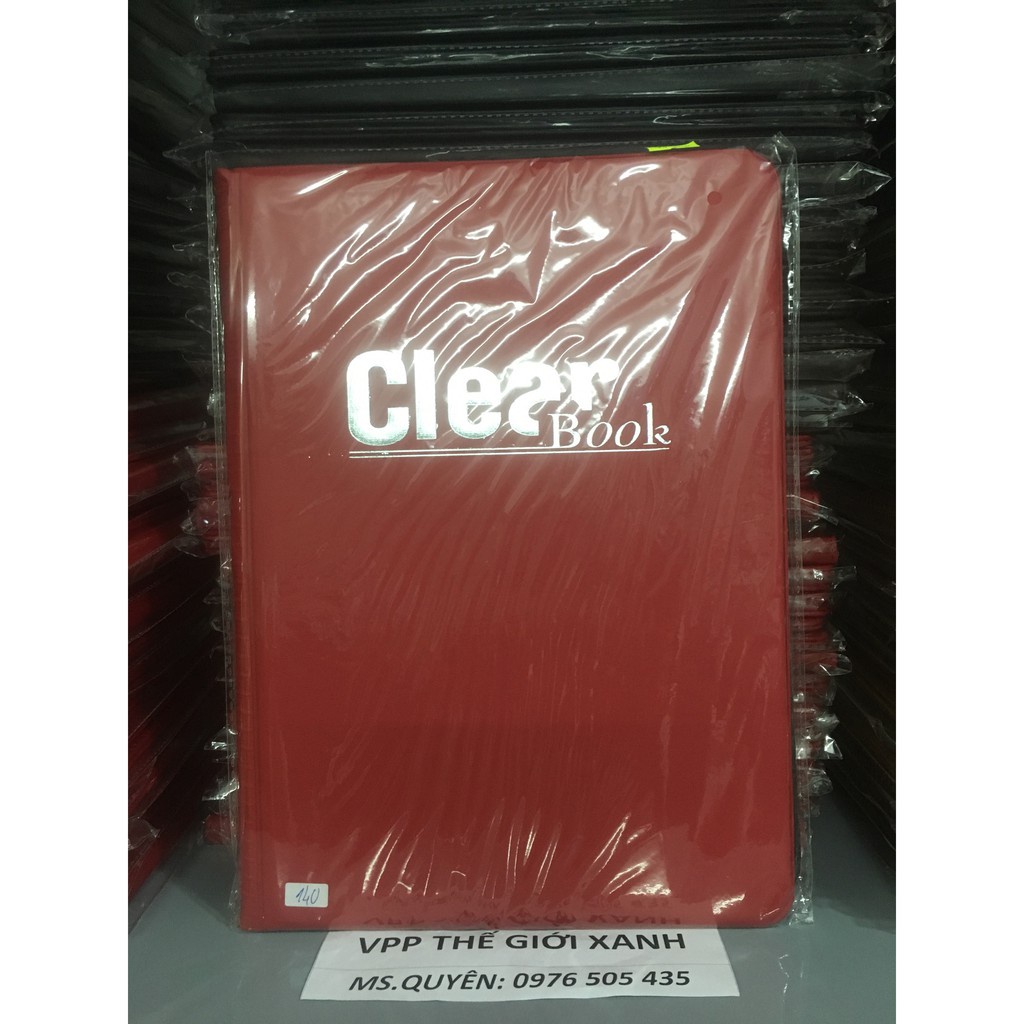 Clear
Book
140
VPP THẾ GIỚI XANH
MS.QUYÊN: 0976 505 435